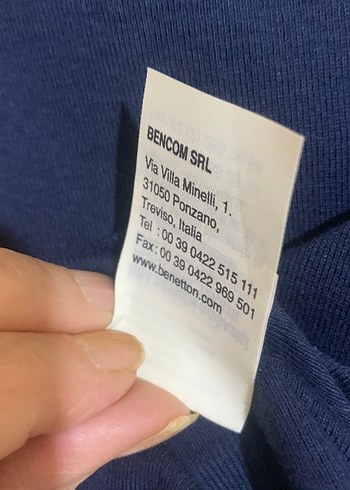 BENCOM SRL
Via Villa Minelli, 1.
31050 Ponzano,
Treviso, Italia
Tel : 00 39 0422 515 111
Fax: 00 39 0422 969 501
www.benetton.com